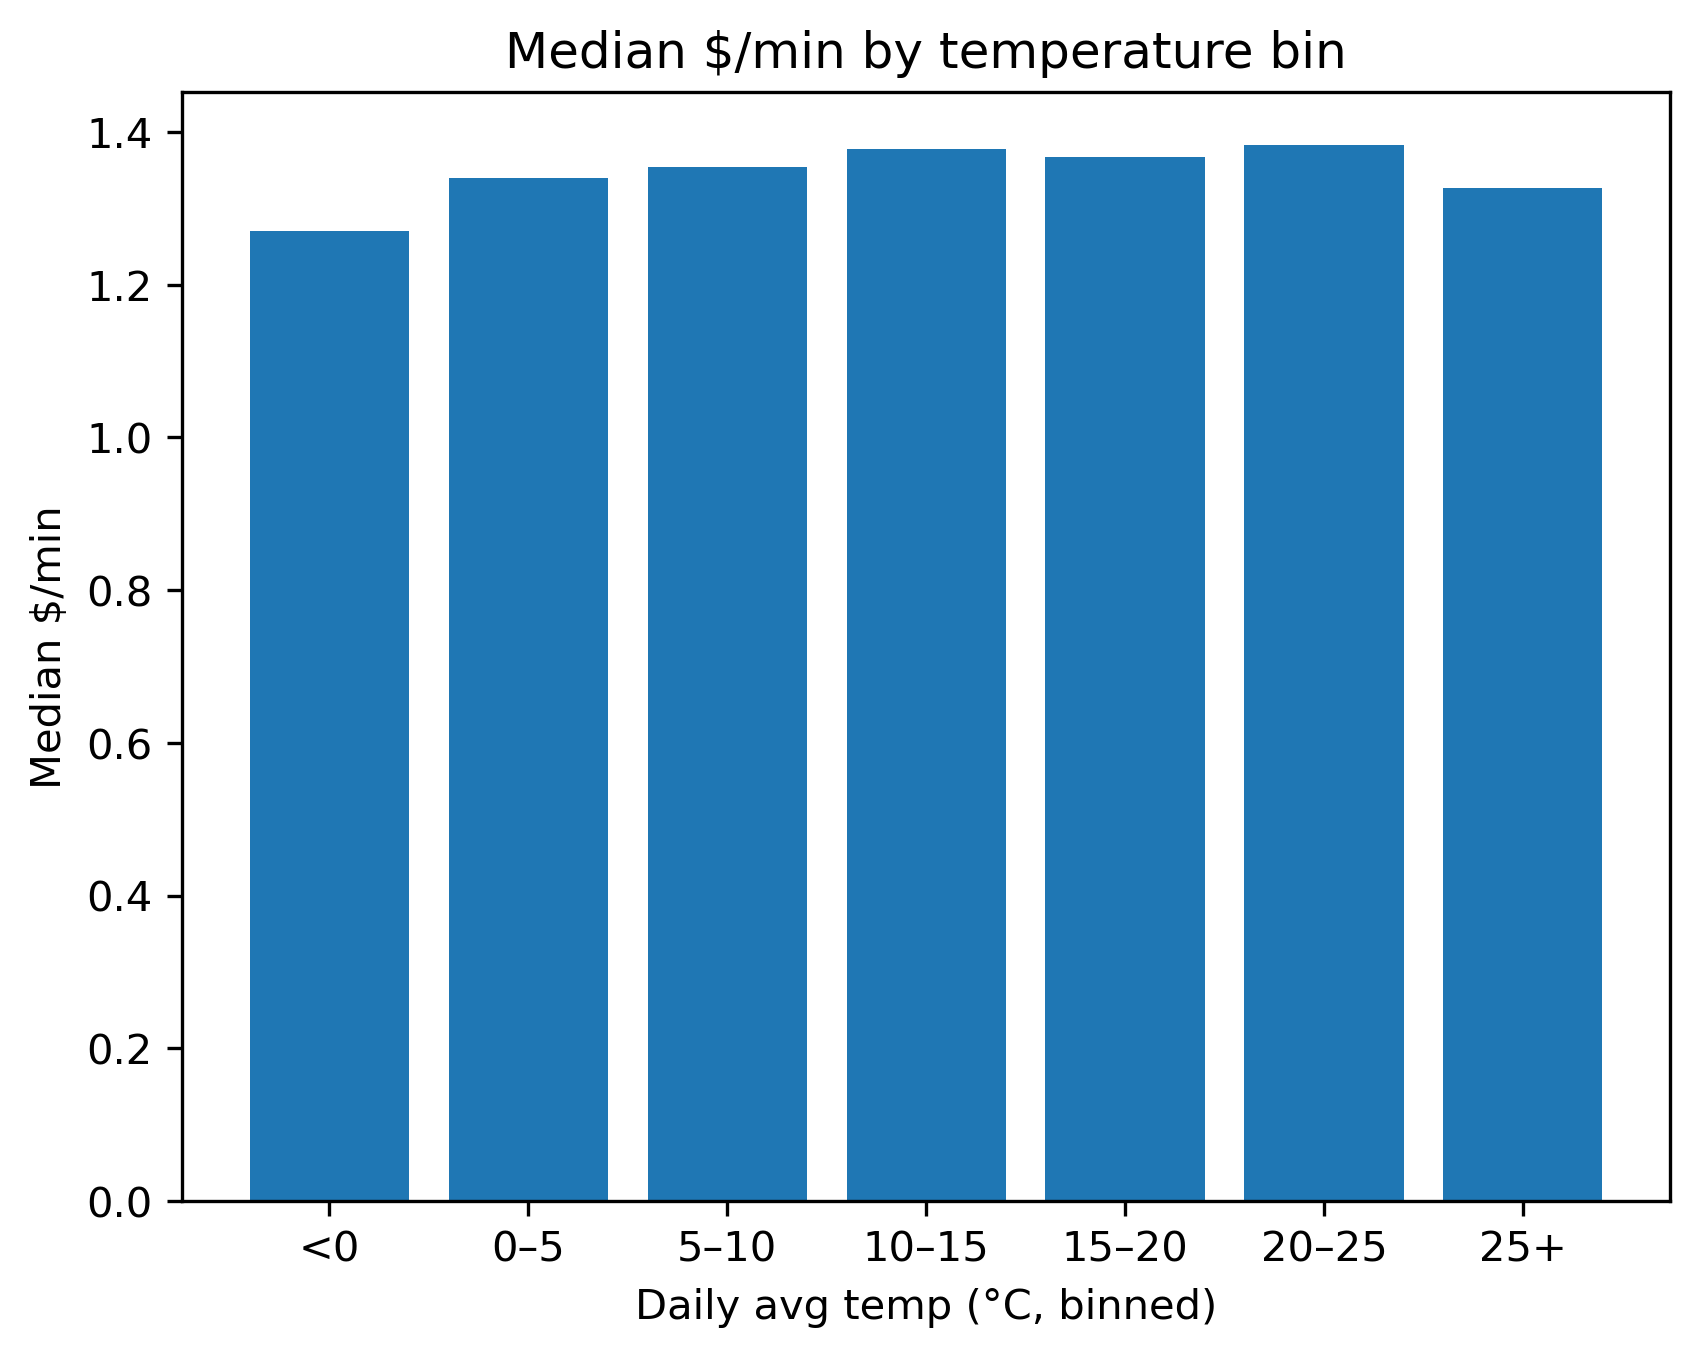 Median $/min by temperature bin
Median $/min
1.4
1.2
1.0
0.8
0.6
0.4
0.2
0.0
<0 0–5 5–10 10–15 15–20 20–25 25+
Daily avg temp (°C, binned)